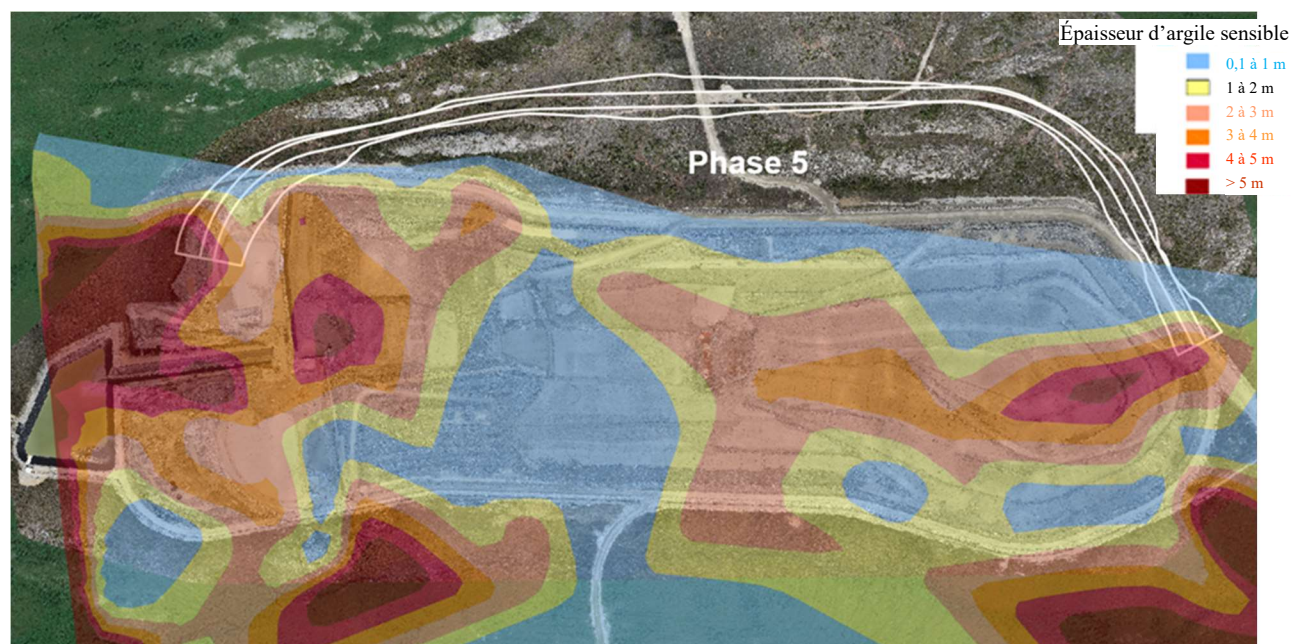 Épaisseur d’argile sensible
0,1 à 1 m
1 à 2 m
2 à 3 m
3 à 4 m
4 à 5 m
> 5 m
Phase 5